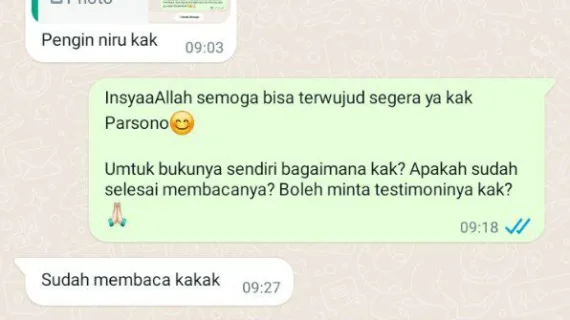 Photo
Pengin niru kak
09:03
InsyaaAllah semoga bisa terwujud segera ya kak
Parsono😊
Umtuk bukunya sendiri bagaimana kak? Apakah sudah
selesai membacanya? Boleh minta testimoninya kak?
🙏🏻
09:18
Sudah membaca kakak
09:27